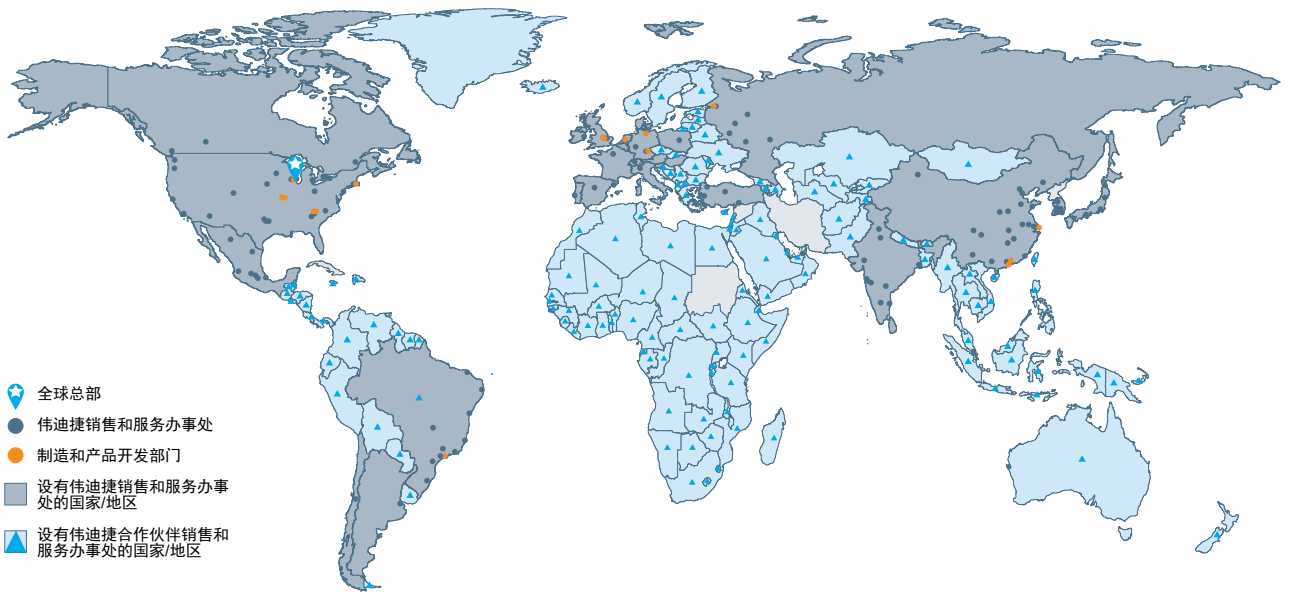 全球总部
伟迪捷销售和服务办事处
制造和产品开发部门
设有伟迪捷销售和服务办事
处的国家/地区
设有伟迪捷合作伙伴销售和
服务办事处的国家/地区